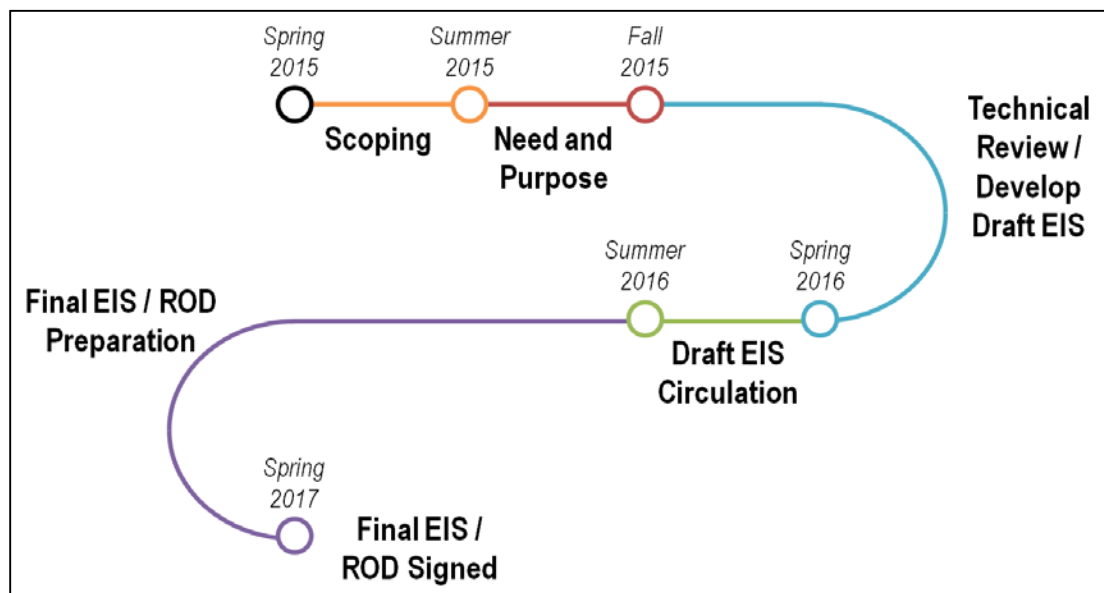 Spring
2015
Summer
2015
Fall
2015
Scoping
Need and
Purpose
Technical
Review /
Develop
Draft EIS
Spring
2016
Summer
2016
Draft EIS
Circulation
Final EIS / ROD
Preparation
Spring
2017
Final EIS /
ROD Signed